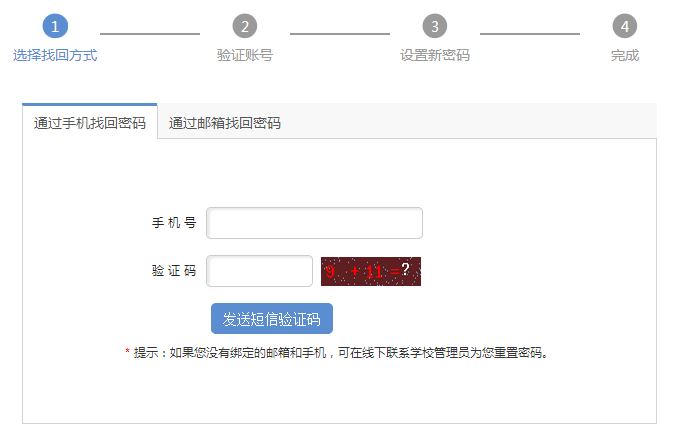 1 2 3 4
选择找回方式 验证账号 设置新密码 完成
通过手机找回密码 通过邮箱找回密码
手 机 号
验 证 码 9 + 11 = ?
发送短信验证码
* 提示：如果您没有绑定的邮箱和手机，可在线下联系学校管理员为您重置密码。